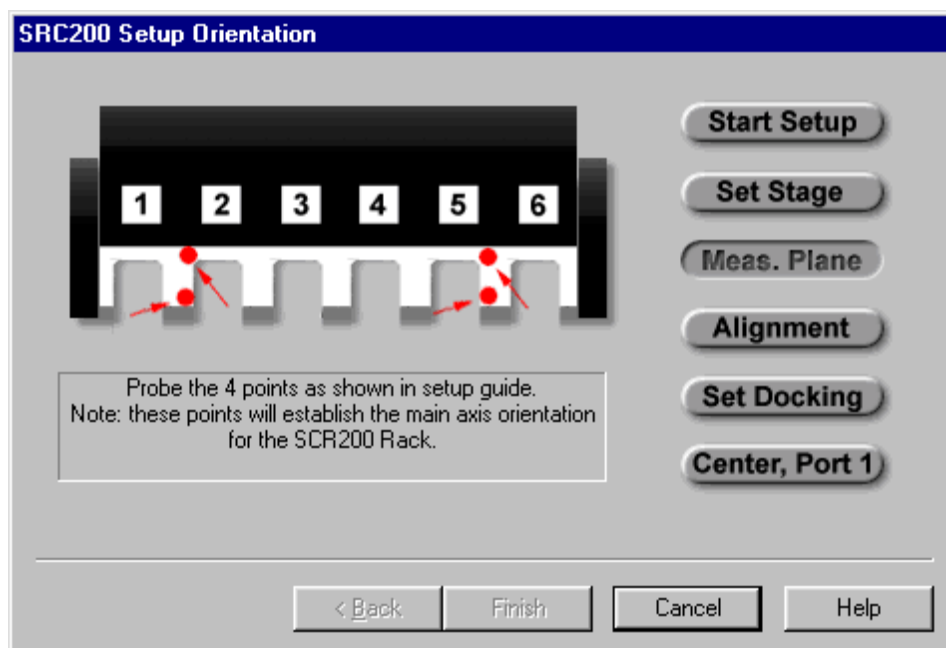 SRC200 Setup Orientation
1 2 3 4 5 6
Probe the 4 points as shown in setup guide.
Note: these points will establish the main axis orientation
for the SCR200 Rack.
Start Setup
Set Stage
Meas. Plane
Alignment
Set Docking
Center, Port 1
< Back Finish Cancel Help